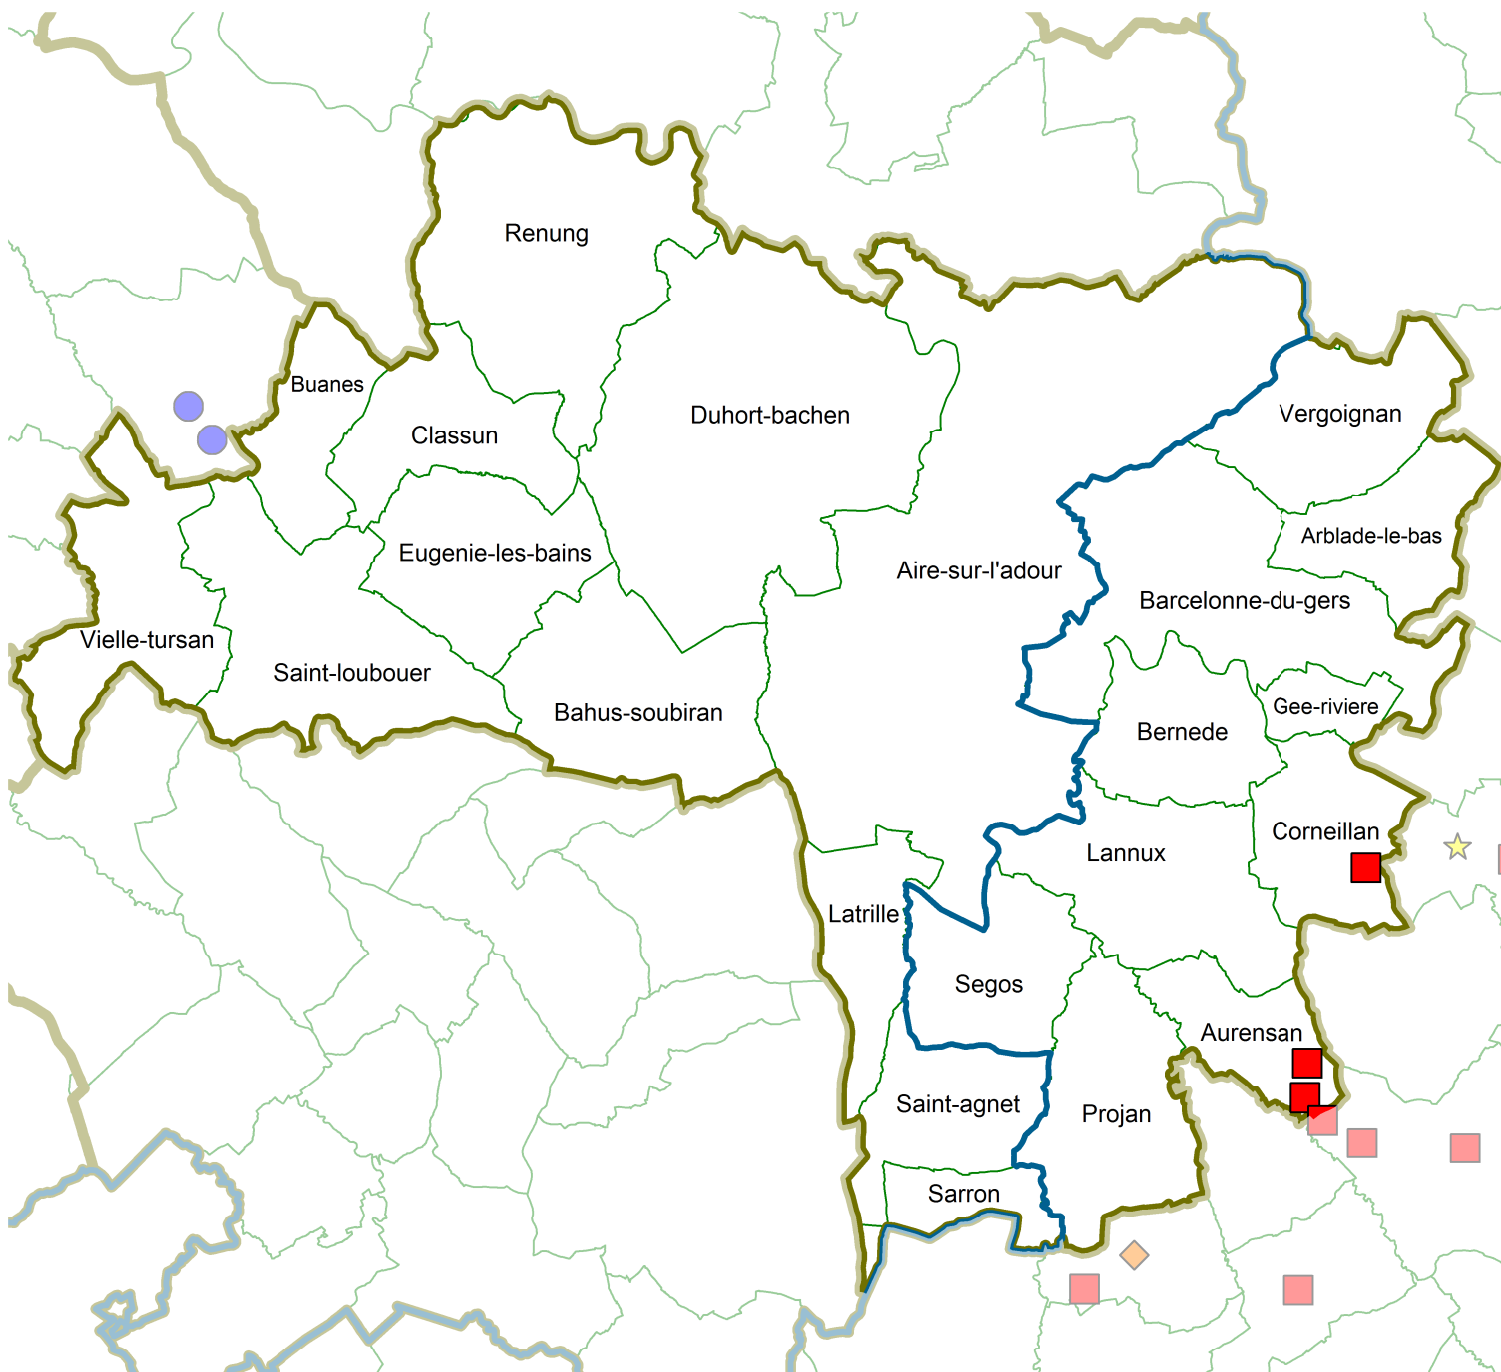 Renung
Buanes
Duhort-bachen
Vergoignan
Classun
Arblade-le-bas
Eugenie-les-bains
Aire-sur-l'adour
Barcelonne-du-gers
Vielle-tursan
Saint-loubouer
Gee-riviere
Bahus-soubiran
Bernede
Corneillan
Lannux
Latrille
Segos
Aurensan
Saint-agnet
Projan
Sarron